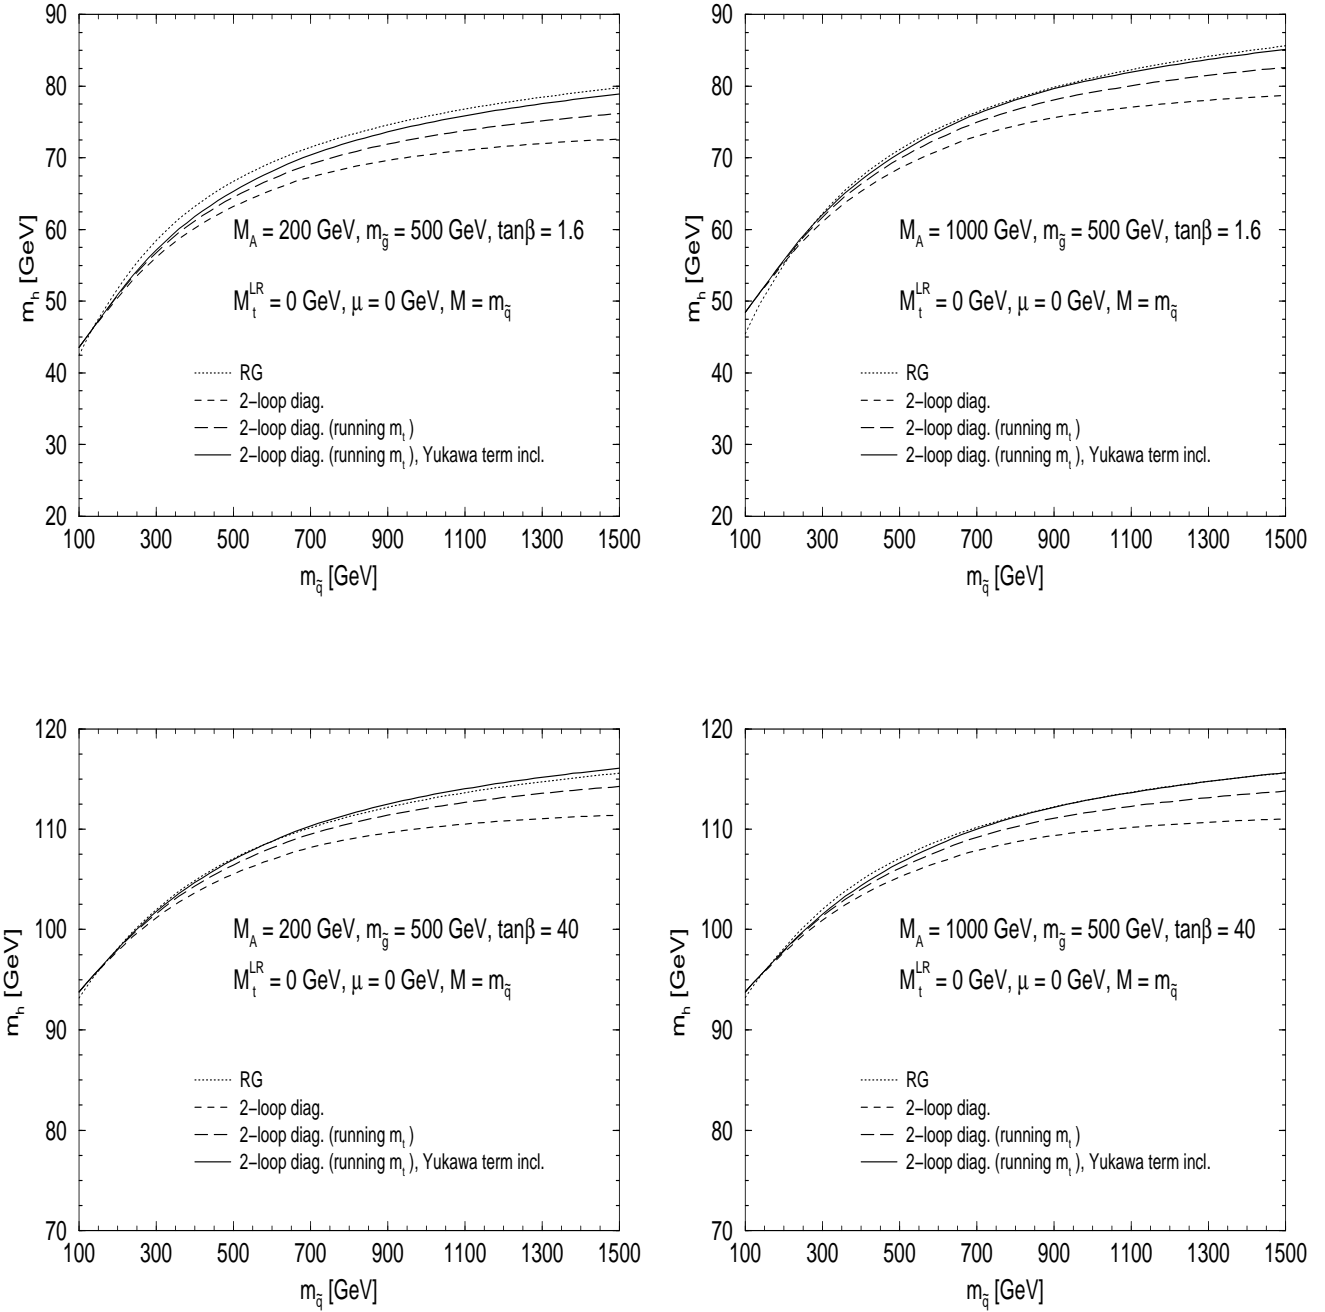 90
80
70
60
50
40
30
20
m_h [GeV]
M_A = 200 GeV, m_g̃ = 500 GeV, tanβ = 1.6
M_t^LR = 0 GeV, μ = 0 GeV, M = m_q̃
RG
2−loop diag.
2−loop diag. (running m_t )
2−loop diag. (running m_t ), Yukawa term incl.
100 300 500 700 900 1100 1300 1500
m_q̃ [GeV]
90
80
70
60
50
40
30
20
m_h [GeV]
M_A = 1000 GeV, m_g̃ = 500 GeV, tanβ = 1.6
M_t^LR = 0 GeV, μ = 0 GeV, M = m_q̃
RG
2−loop diag.
2−loop diag. (running m_t )
2−loop diag. (running m_t ), Yukawa term incl.
100 300 500 700 900 1100 1300 1500
m_q̃ [GeV]
120
110
100
90
80
70
m_h [GeV]
M_A = 200 GeV, m_g̃ = 500 GeV, tanβ = 40
M_t^LR = 0 GeV, μ = 0 GeV, M = m_q̃
RG
2−loop diag.
2−loop diag. (running m_t )
2−loop diag. (running m_t ), Yukawa term incl.
100 300 500 700 900 1100 1300 1500
m_q̃ [GeV]
120
110
100
90
80
70
m_h [GeV]
M_A = 1000 GeV, m_g̃ = 500 GeV, tanβ = 40
M_t^LR = 0 GeV, μ = 0 GeV, M = m_q̃
RG
2−loop diag.
2−loop diag. (running m_t )
2−loop diag. (running m_t ), Yukawa term incl.
100 300 500 700 900 1100 1300 1500
m_q̃ [GeV]